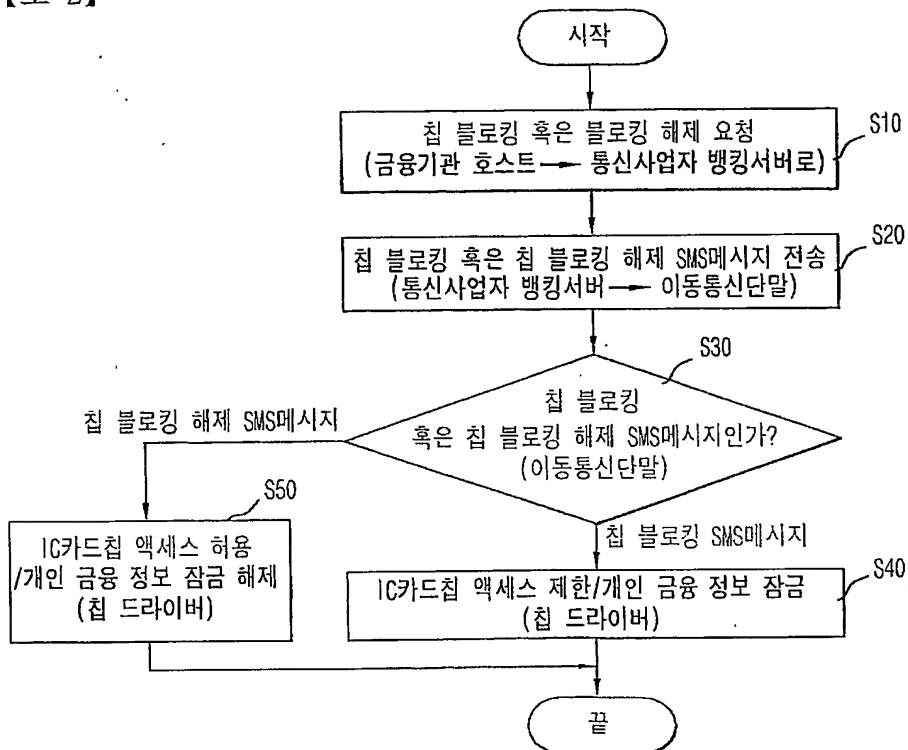 【도 2】
시작
칩 블로킹 혹은 블로킹 해제 요청
(금융기관 호스트→ 통신사업자 뱅킹서버로)
S10
칩 블로킹 혹은 칩 블로킹 해제 SMS메시지 전송
(통신사업자 뱅킹서버→ 이동통신단말)
S20
칩 블로킹
혹은 칩 블로킹 해제 SMS메시지인가?
(이동통신단말)
S30
칩 블로킹 해제 SMS메시지
S50
IC카드칩 액세스 허용
/개인 금융 정보 잠금 해제
(칩 드라이버)
칩 블로킹 SMS메시지
IC카드칩 액세스 제한/개인 금융 정보 잠금
(칩 드라이버)
S40
끝